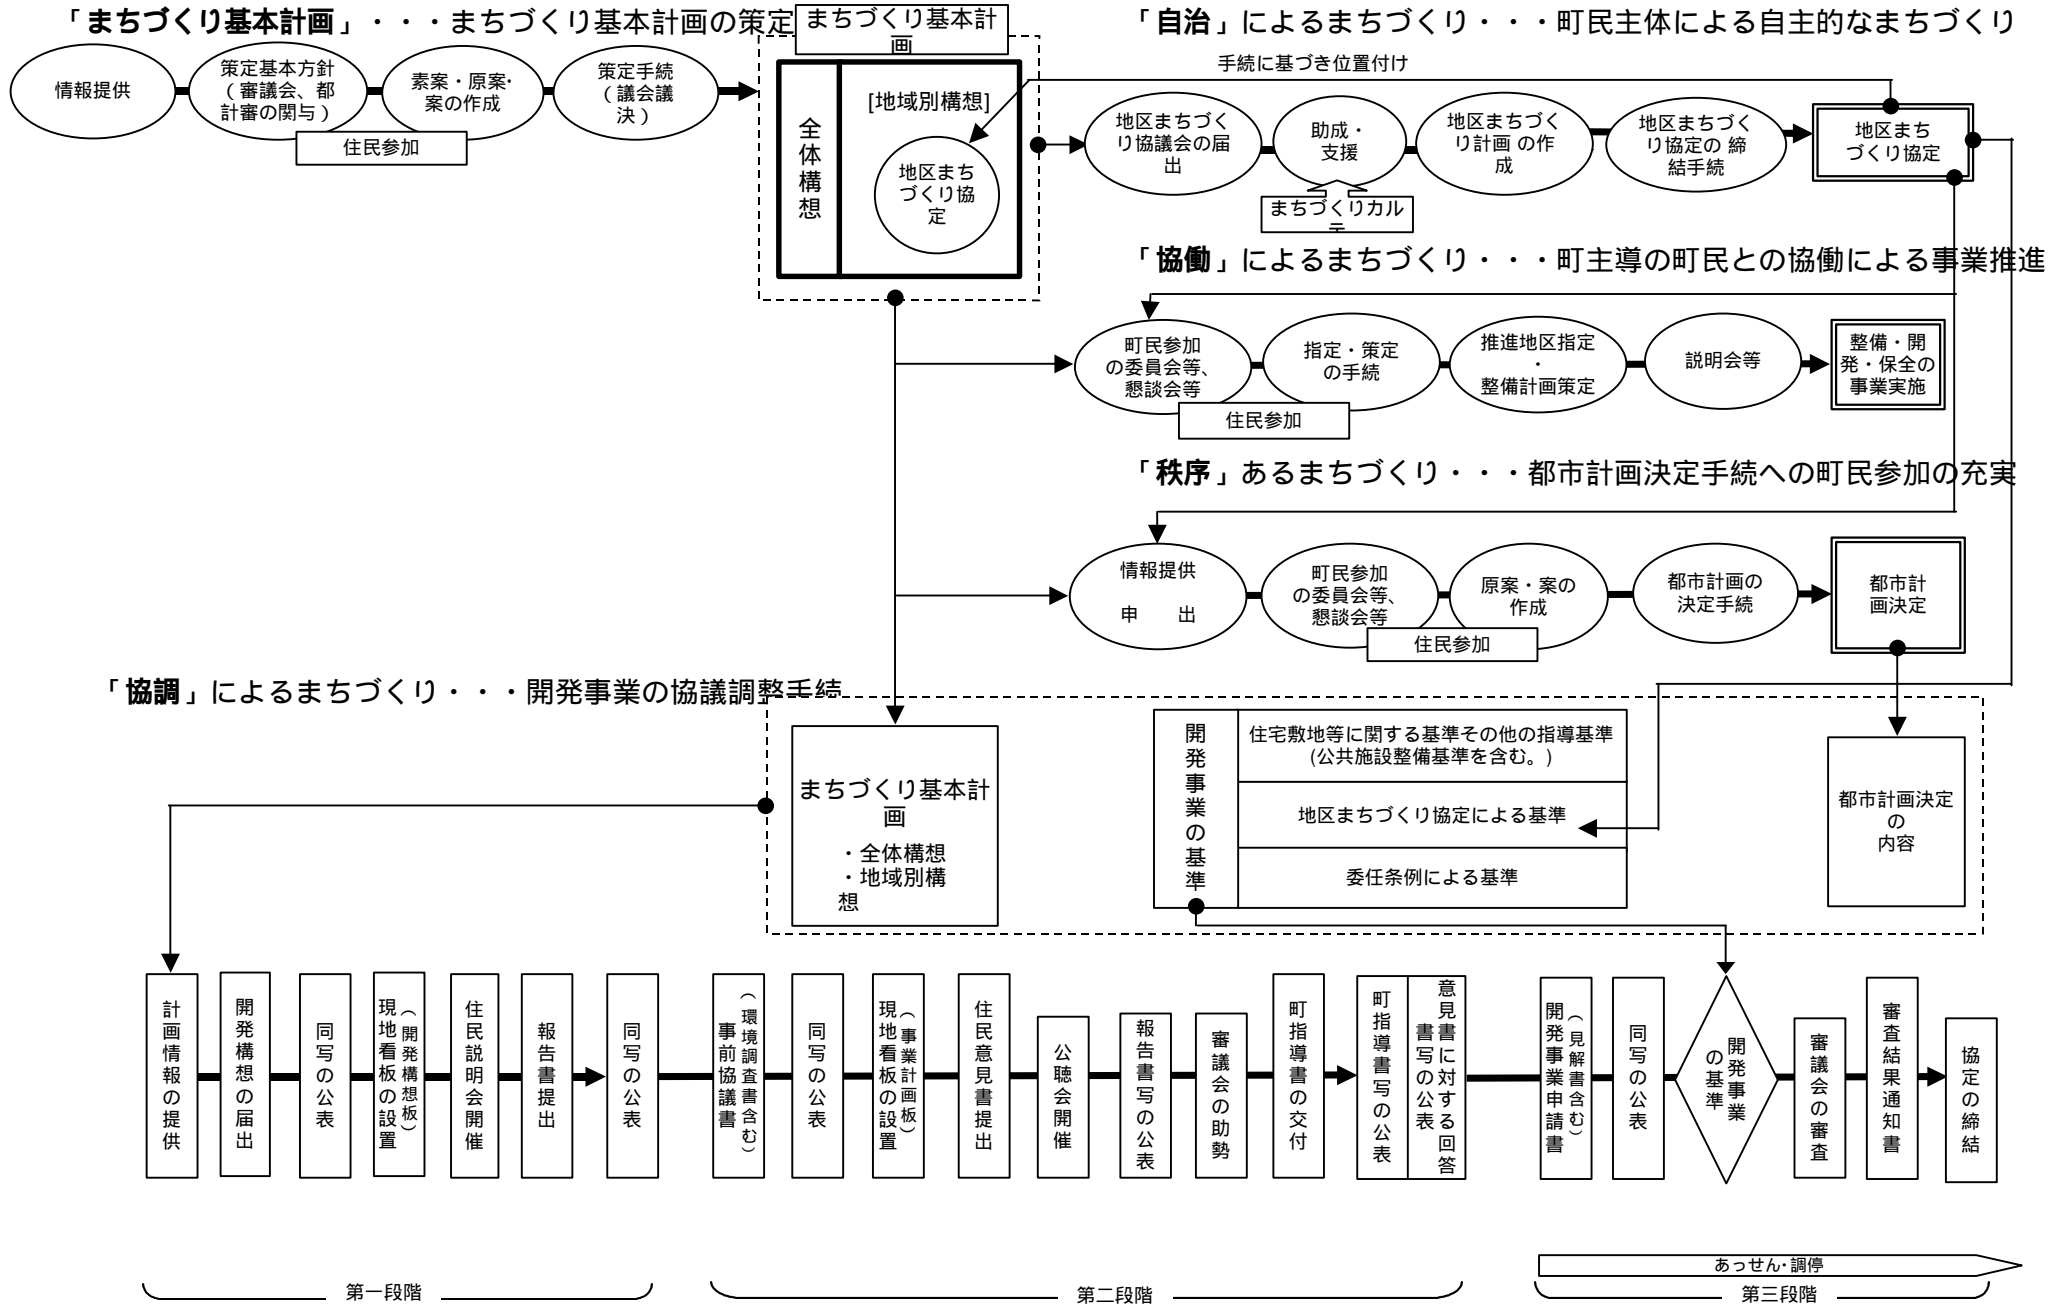 「まちづくり基本計画」・・・まちづくり基本計画の策定
情報提供
策定基本方針
（審議会、都
計審の関与）
素案・原案・
案の作成
策定手続
（議会議
決）
住民参加
まちづくり基本計
画
全体構想
[地域別構想]
地区まち
づくり協
定
「自治」によるまちづくり・・・町民主体による自主的なまちづくり
手続に基づき位置付け
地区まちづく
り協議会の届
出
助成・
支援
地区まちづく
り計画 の作
成
地区まちづく
り協定の 締
結手続
地区まち
づくり協定
まちづくりカル
テ
「協働」によるまちづくり・・・町主導の町民との協働による事業推進
町民参加
の委員会等、
懇談会等
指定・策定
の手続
推進地区指定
・
整備計画策定
説明会等
整備・開
発・保全の
事業実施
住民参加
「秩序」あるまちづくり・・・都市計画決定手続への町民参加の充実
情報提供
申　　出
町民参加
の委員会等、
懇談会等
原案・案の
作成
都市計画の
決定手続
都市計
画決定
住民参加
「協調」によるまちづくり・・・開発事業の協議調整手続
まちづくり基本計
画
・全体構想
・地域別構
想
開発事業の基準
住宅敷地等に関する基準その他の指導基準
(公共施設整備基準を含む。)
地区まちづくり協定による基準
委任条例による基準
都市計画決定
の
内容
計画情報の提供
開発構想の届出
同写の公表
現地看板の設置
（開発構想板）
住民説明会開催
報告書提出
同写の公表
事前協議書
（環境調査書含む）
同写の公表
現地看板の設置
（事業計画板）
住民意見書提出
公聴会開催
報告書写の公表
審議会の助勢
町指導書の交付
町指導書写の公表
意見書に対する回答
書写の公表
開発事業申請書
（見解書含む）
同写の公表
開発事業
の基準
審議会の審査
審査結果通知書
協定の締結
あっせん・調停
第一段階
第二段階
第三段階